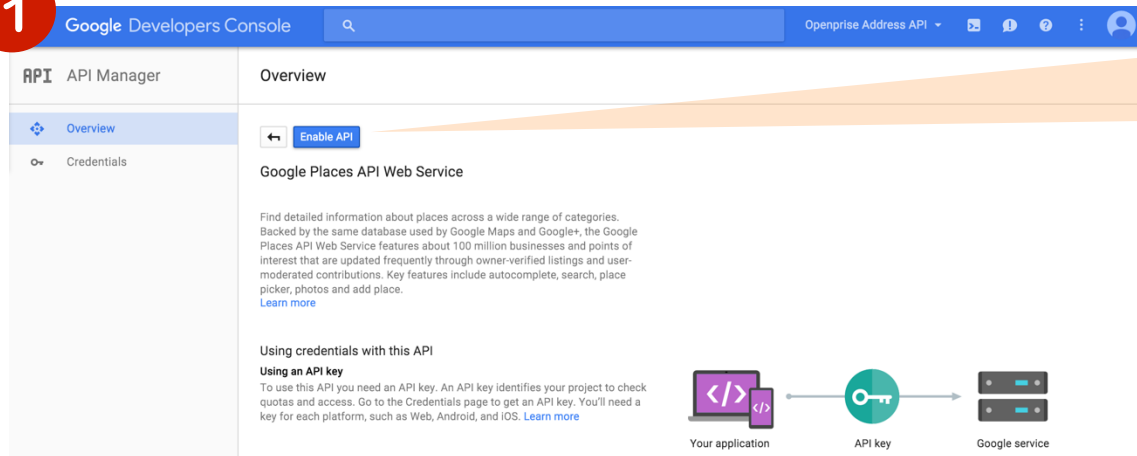 1
Google Developers Console
Openprise Address API
API API Manager
Overview
Overview
Enable API
Credentials
Google Places API Web Service
Find detailed information about places across a wide range of categories.
Backed by the same database used by Google Maps and Google+, the Google
Places API Web Service features about 100 million businesses and points of
interest that are updated frequently through owner-verified listings and user-
moderated contributions. Key features include autocomplete, search, place
picker, photos and add place.
Learn more
Using credentials with this API
Using an API key
To use this API you need an API key. An API key identifies your project to check
quotas and access. Go to the Credentials page to get an API key. You'll need a
key for each platform, such as Web, Android, and iOS. Learn more
</>
</>
Your application
API key
Google service